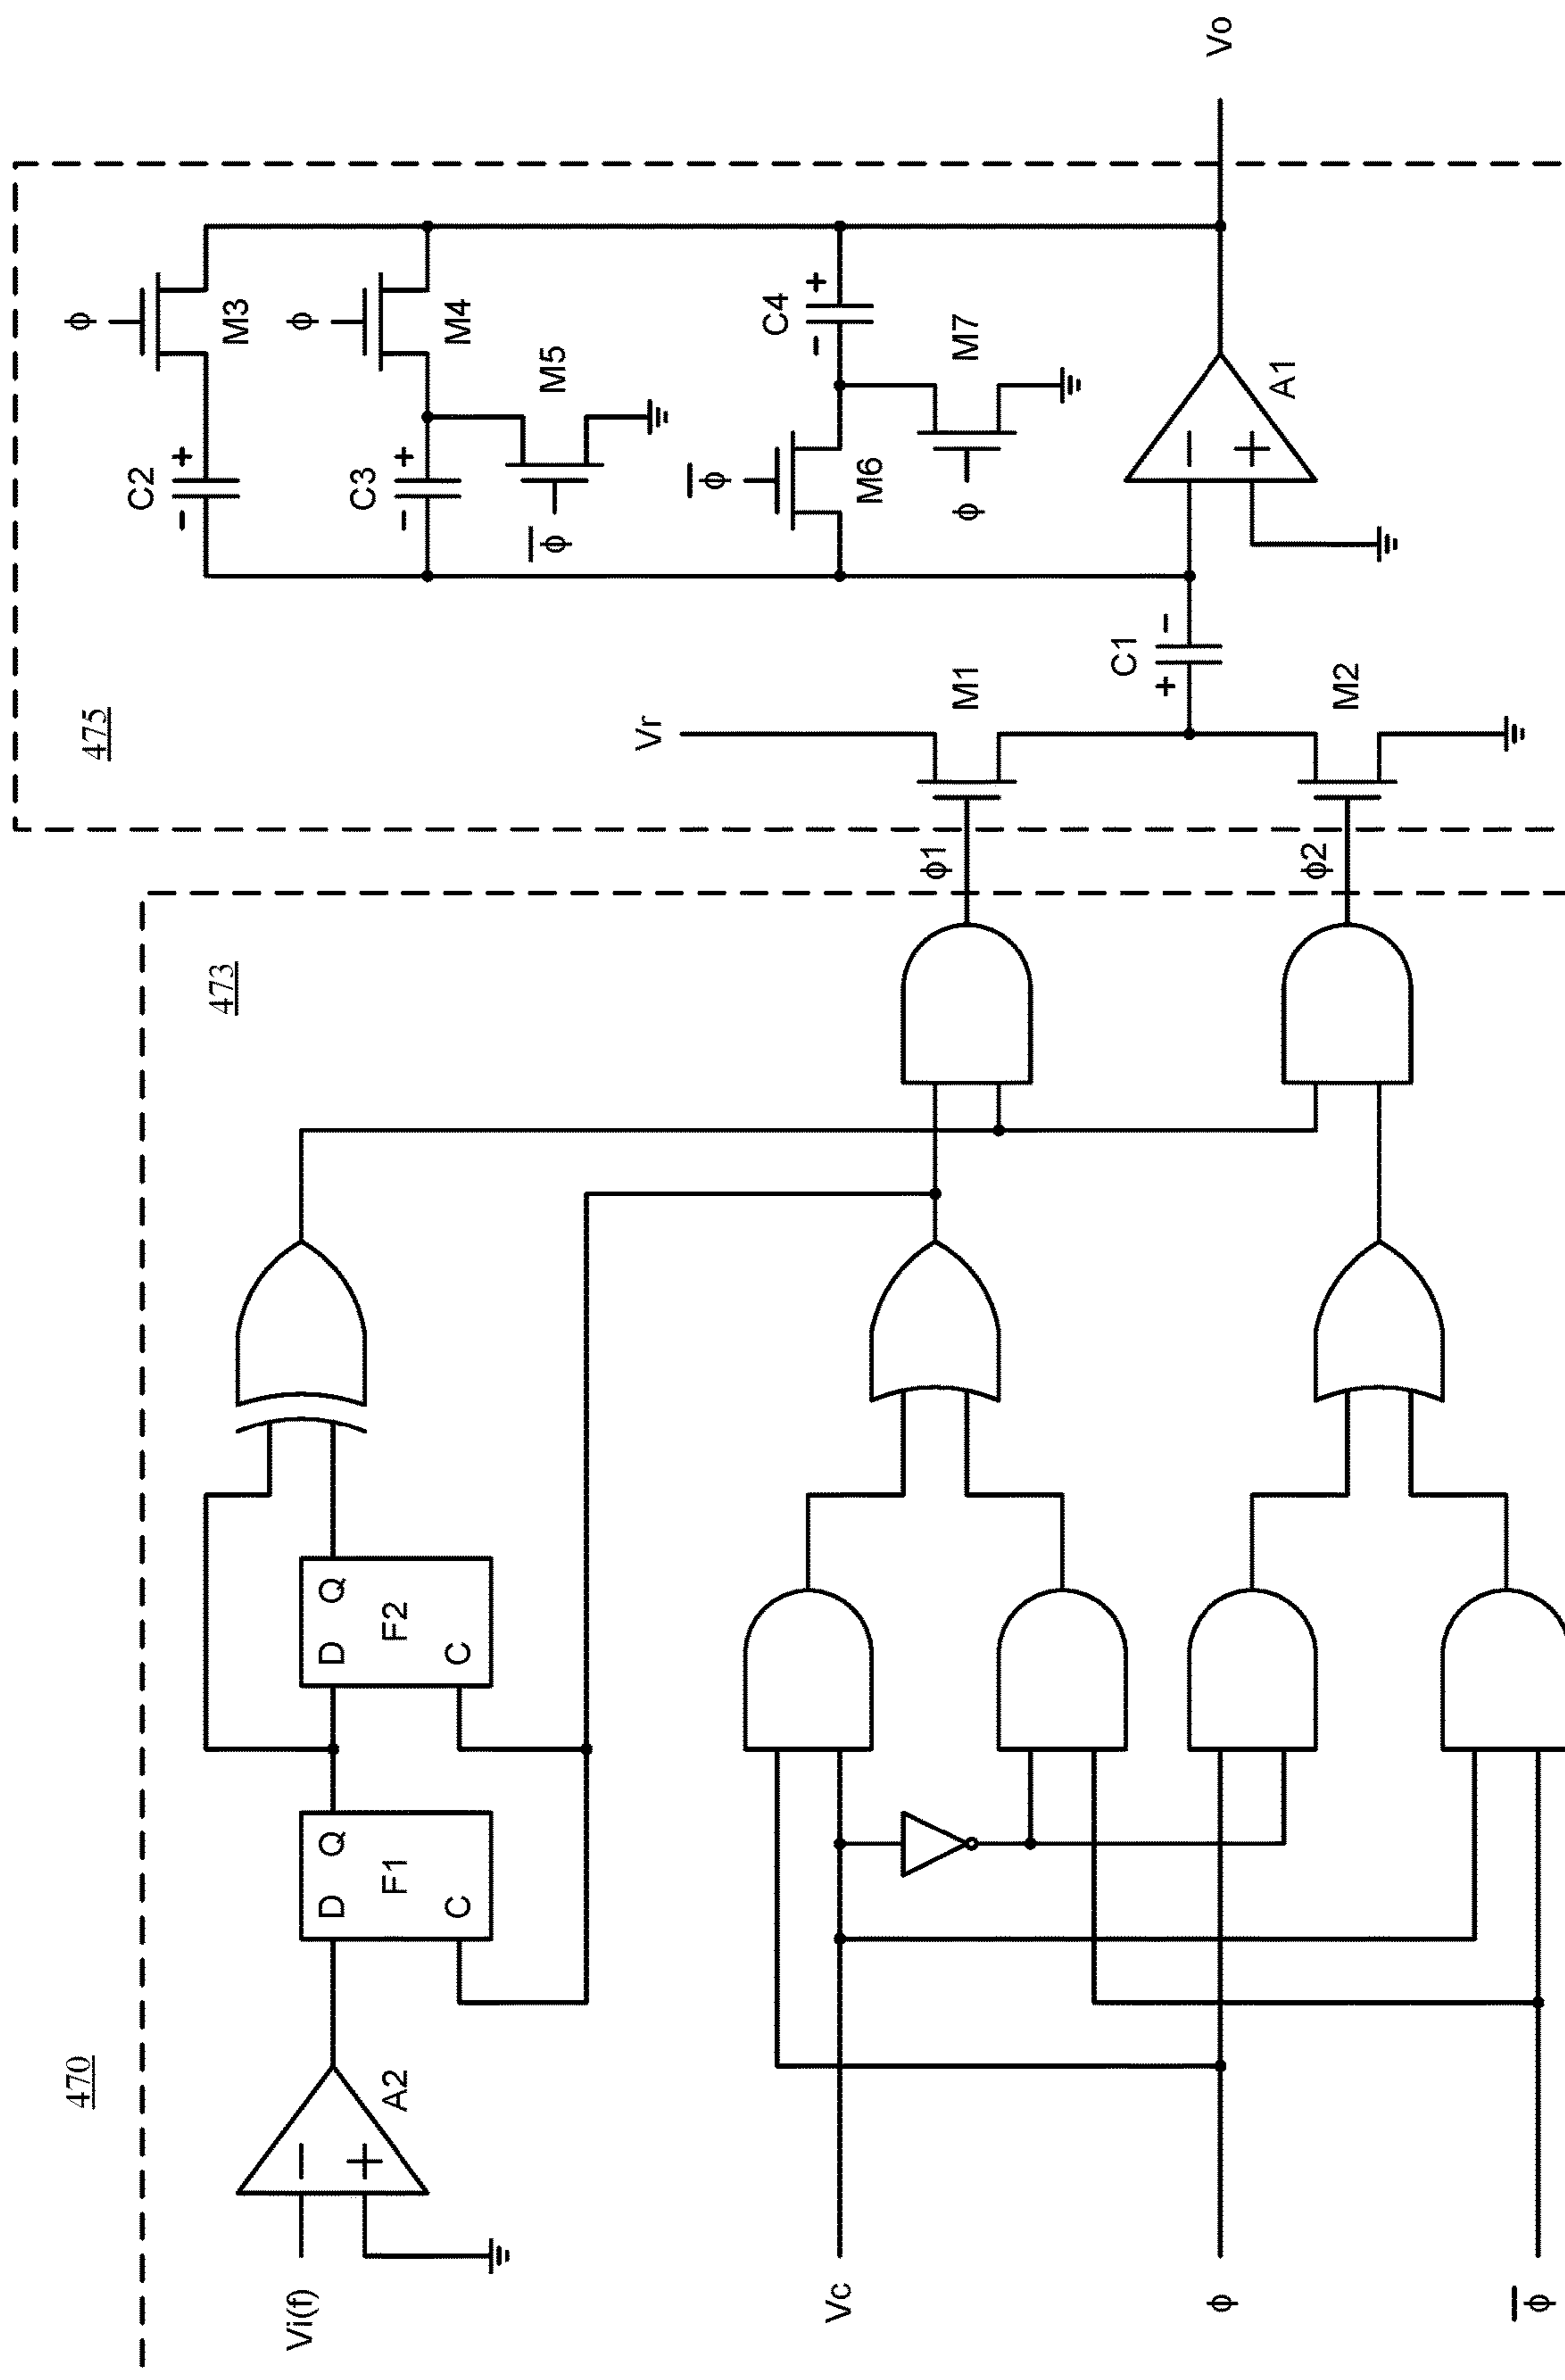 475
C2
- +
M3
ϕ
C3
- +
M4
ϕ
M5
ϕ̅
C4
- +
M6
ϕ̅
M7
ϕ
Vr
M1
M2
C1
+ -
-
+
A1
Vo
ϕ1
ϕ2
470
473
Vi(f)
-
+
A2
D Q
F1
C
D Q
F2
C
Vc
ϕ
ϕ̅